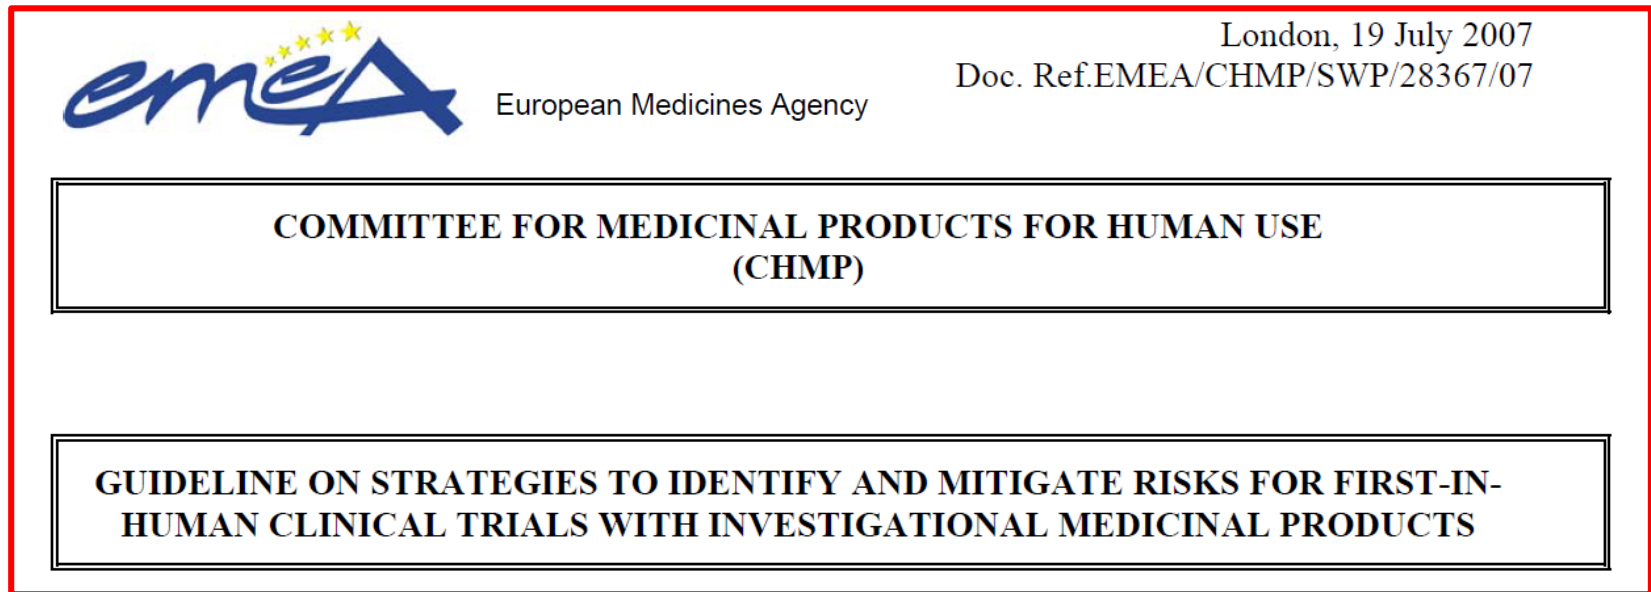 emeA
European Medicines Agency
London, 19 July 2007
Doc. Ref.EMEA/CHMP/SWP/28367/07
COMMITTEE FOR MEDICINAL PRODUCTS FOR HUMAN USE
(CHMP)
GUIDELINE ON STRATEGIES TO IDENTIFY AND MITIGATE RISKS FOR FIRST-IN-
HUMAN CLINICAL TRIALS WITH INVESTIGATIONAL MEDICINAL PRODUCTS